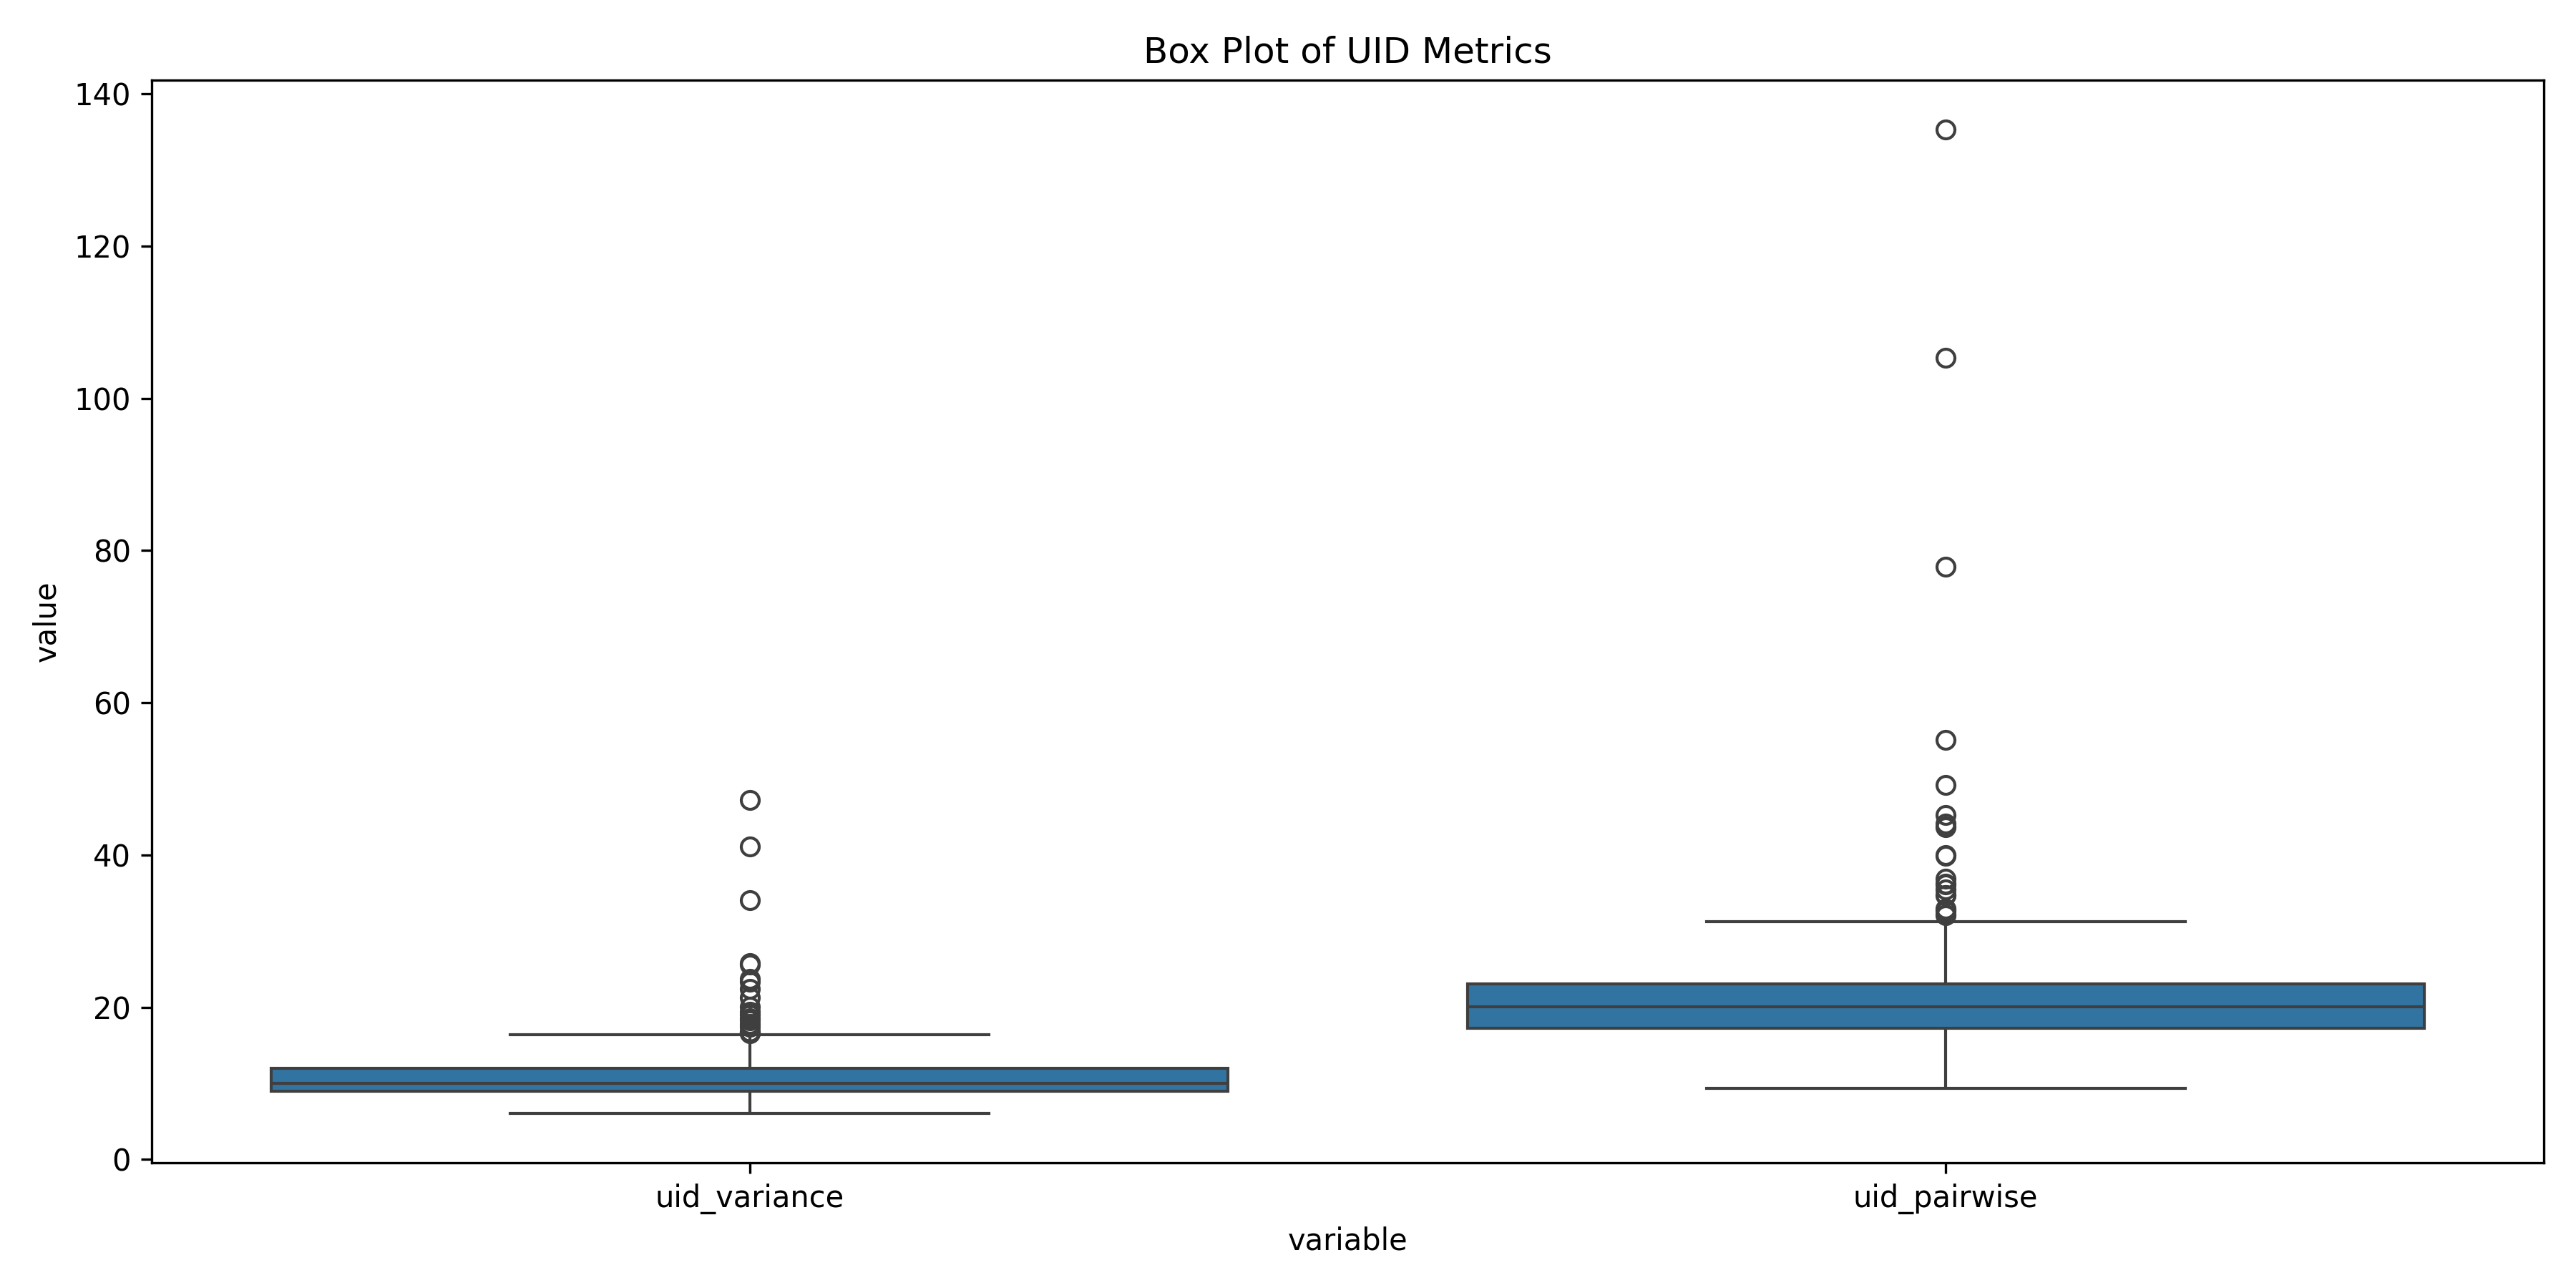 Box Plot of UID Metrics
140
120
100
80
60
40
20
0
value
uid_variance
uid_pairwise
variable